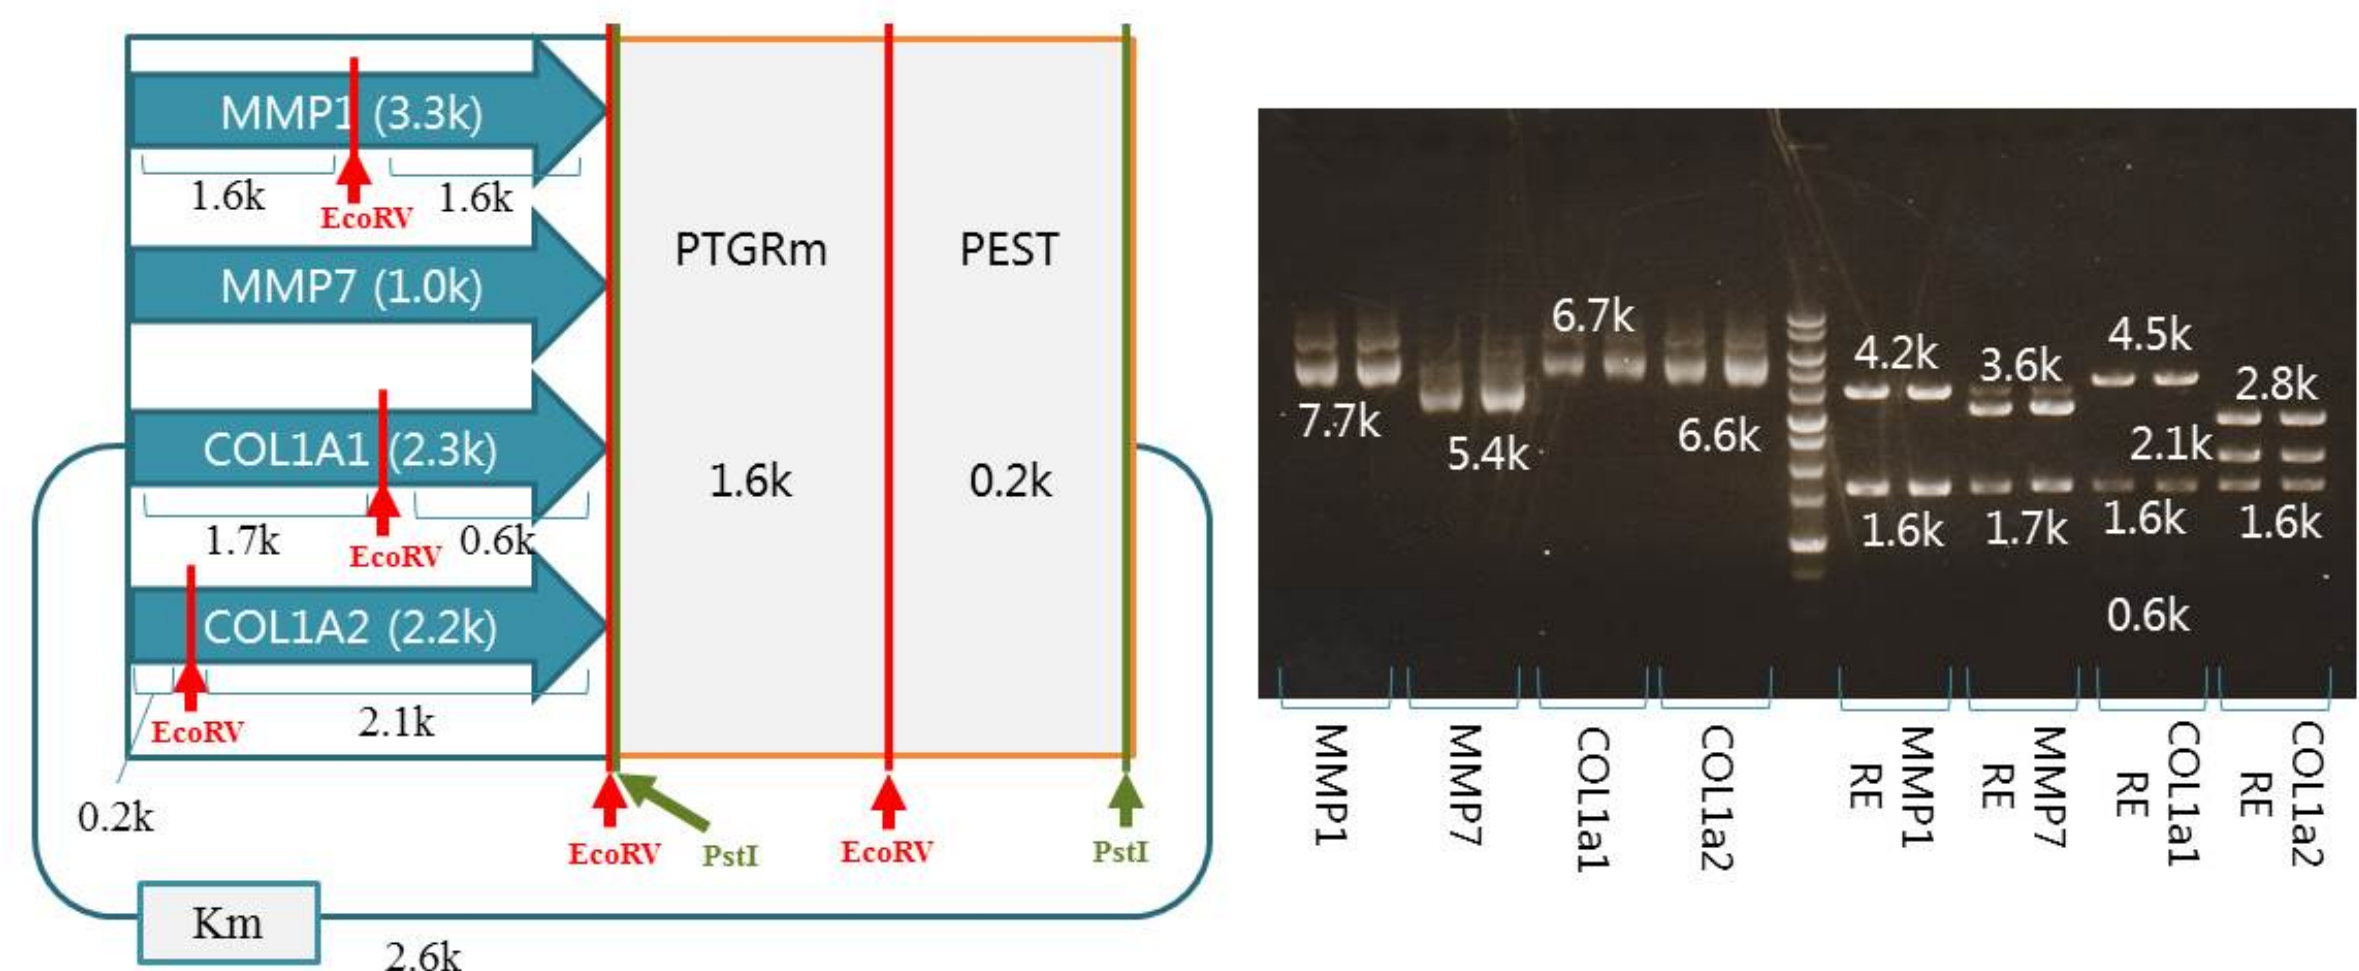 MMP1 (3.3k)
1.6k
EcoRV
1.6k
MMP7 (1.0k)
COL1A1 (2.3k)
1.7k
EcoRV
0.6k
COL1A2 (2.2k)
EcoRV
2.1k
0.2k
PTGRm
PEST
1.6k
0.2k
EcoRV
PstI
EcoRV
PstI
Km
2.6k
7.7k
5.4k
6.7k
6.6k
4.2k
1.6k
3.6k
1.7k
4.5k
2.1k
1.6k
0.6k
2.8k
1.6k
MMP1
MMP7
COL1a1
COL1a2
MMP1
RE
MMP7
RE
COL1a1
RE
COL1a2
RE